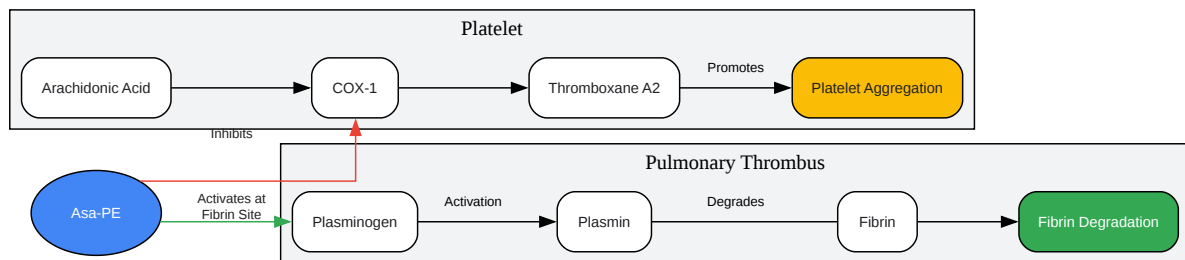 Platelet
Arachidonic Acid
COX-1
Thromboxane A2
Promotes
Platelet Aggregation
Inhibits
Pulmonary Thrombus
Asa-PE
Activates at
Fibrin Site
Plasminogen
Activation
Plasmin
Degrades
Fibrin
Fibrin Degradation